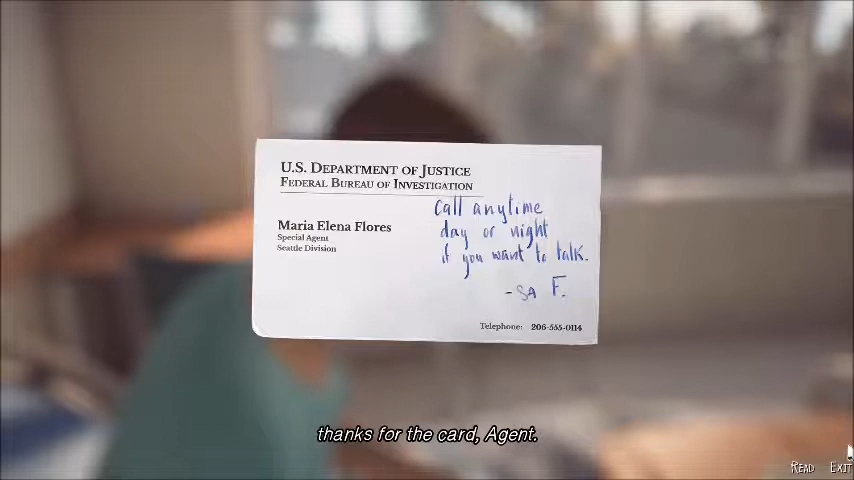 U.S. DEPARTMENT OF JUSTICE
FEDERAL BUREAU OF INVESTIGATION
Maria Elena Flores
Special Agent
Seattle Division
Call anytime
day or night
if you want to talk.
-SA F.
Telephone: 206-555-0114
thanks for the card, Agent.
READ EXIT